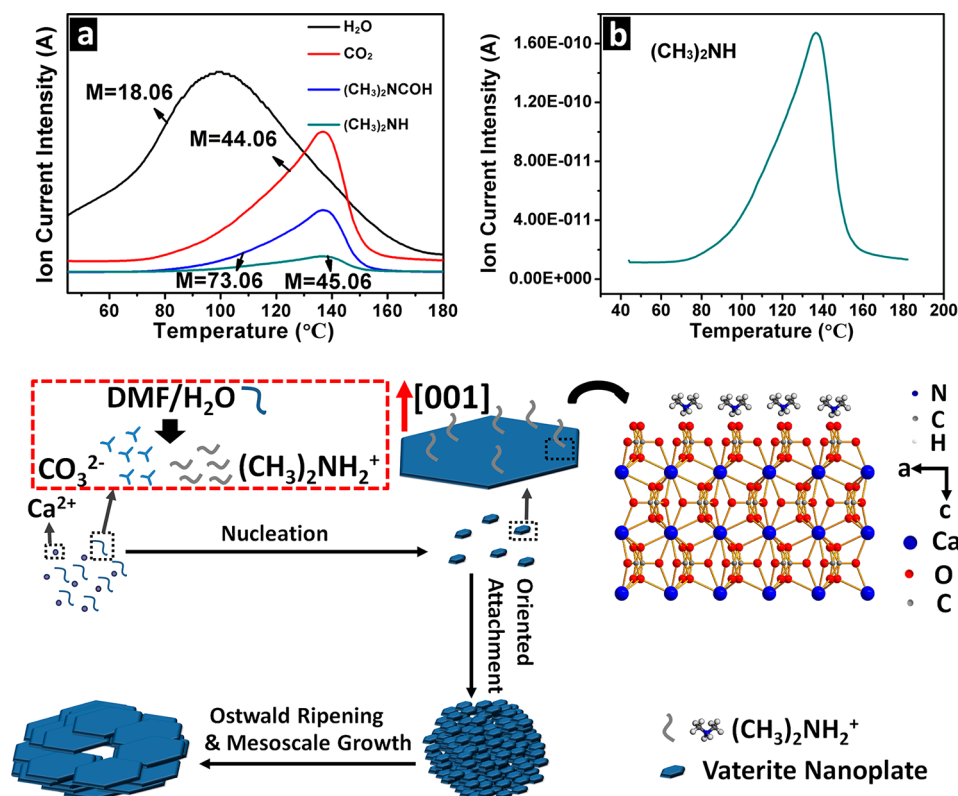 a
H₂O
CO₂
(CH₃)₂NCOH
(CH₃)₂NH
M=18.06
M=44.06
M=73.06
M=45.06
Ion Current Intensity (A)
60 80 100 120 140 160 180
Temperature (°C)
b
(CH₃)₂NH
Ion Current Intensity (A)
1.60E-010
1.20E-010
8.00E-011
4.00E-011
0.00E+000
40 60 80 100 120 140 160 180 200
Temperature (°C)
DMF/H₂O
CO₃²⁻
(CH₃)₂NH₂⁺
[001]
Ca²⁺
Nucleation
Oriented
Attachment
Ostwald Ripening
& Mesoscale Growth
N
C
H
a
c
Ca
O
C
(CH₃)₂NH₂⁺
Vaterite Nanoplate